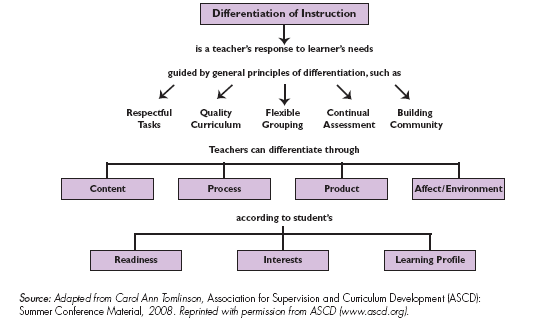 Differentiation of Instruction
is a teacher's response to learner's needs
guided by general principles of differentiation, such as
Respectful Tasks
Quality Curriculum
Flexible Grouping
Continual Assessment
Building Community
Teachers can differentiate through
Content
Process
Product
Affect/Environment
according to student's
Readiness
Interests
Learning Profile
Source: Adapted from Carol Ann Tomlinson, Association for Supervision and Curriculum Development (ASCD):
Summer Conference Material, 2008. Reprinted with permission from ASCD (www.ascd.org).